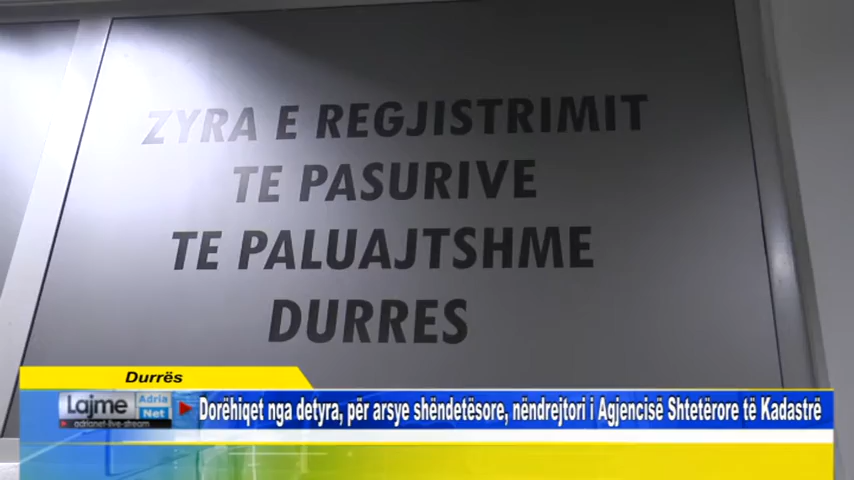 ZYRA E REGJISTRIMIT
TE PASURIVE
TE PALUAJTSHME
DURRES
Durrës
Lajme Adria Net
adrianet-live-stream
Dorëhiqet nga detyra, për arsye shëndetësore, nëndrejtori i Agjencisë Shtetërore të Kadastrë